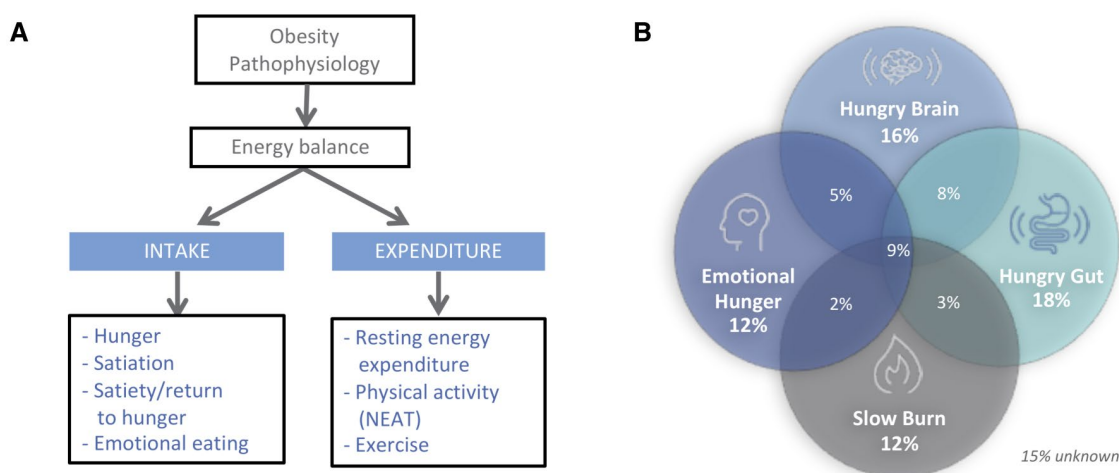 A
Obesity
Pathophysiology
Energy balance
INTAKE
EXPENDITURE
- Hunger
- Satiation
- Satiety/return
to hunger
- Emotional eating
- Resting energy
expenditure
- Physical activity
(NEAT)
- Exercise
B
Hungry Brain
16%
5%
8%
9%
Emotional
Hunger
12%
Hungry Gut
18%
2%
3%
Slow Burn
12%
15% unknown